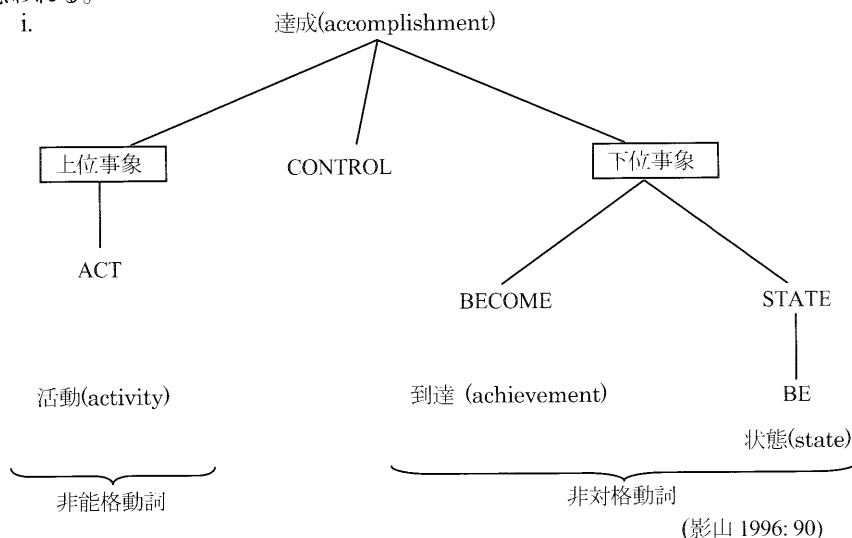 i.
達成(accomplishment)
上位事象
CONTROL
下位事象
ACT
BECOME
STATE
活動(activity)
到達 (achievement)
BE
状態(state)
非能格動詞
非対格動詞
(影山 1996: 90)